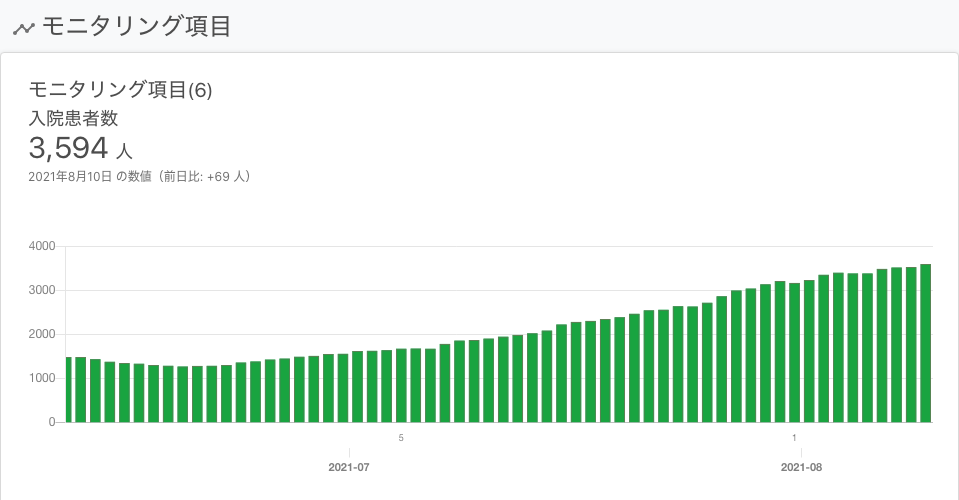 モニタリング項目
モニタリング項目(6)
入院患者数
3,594 人
2021年8月10日 の数値（前日比: +69 人）
4000
3000
2000
1000
0
5
1
2021-07
2021-08